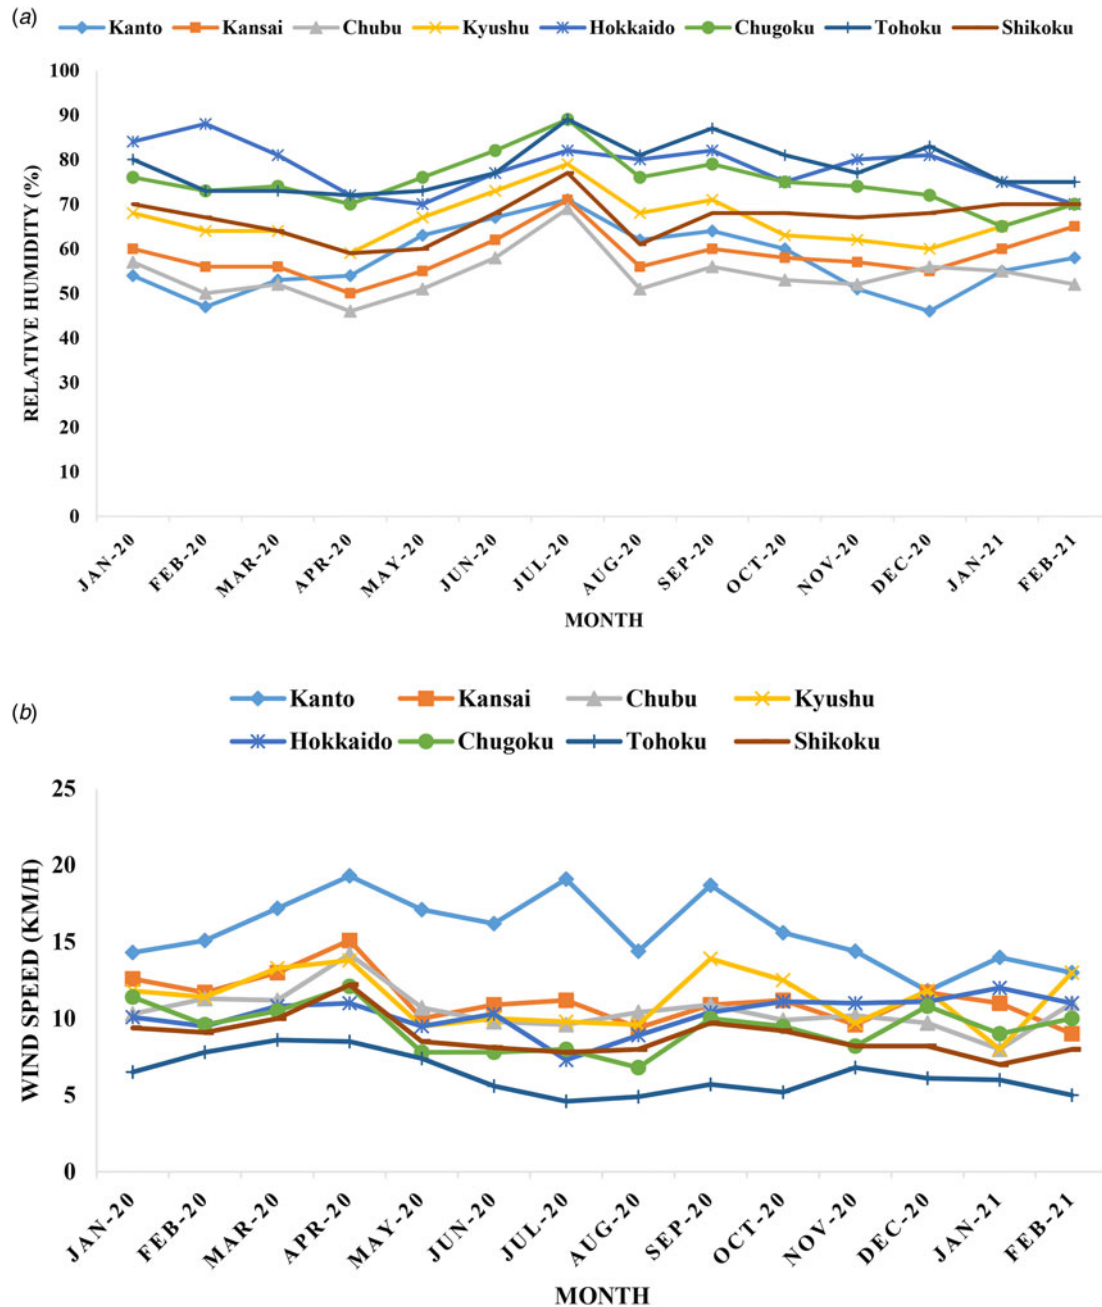 (a)
Kanto Kansai Chubu Kyushu Hokkaido Chugoku Tohoku Shikoku
RELATIVE HUMIDITY (%)
100
90
80
70
60
50
40
30
20
10
0
JAN-20 FEB-20 MAR-20 APR-20 MAY-20 JUN-20 JUL-20 AUG-20 SEP-20 OCT-20 NOV-20 DEC-20 JAN-21 FEB-21
MONTH
(b)
Kanto Kansai Chubu Kyushu
Hokkaido Chugoku Tohoku Shikoku
WIND SPEED (KM/H)
25
20
15
10
5
0
JAN-20 FEB-20 MAR-20 APR-20 MAY-20 JUN-20 JUL-20 AUG-20 SEP-20 OCT-20 NOV-20 DEC-20 JAN-21 FEB-21
MONTH